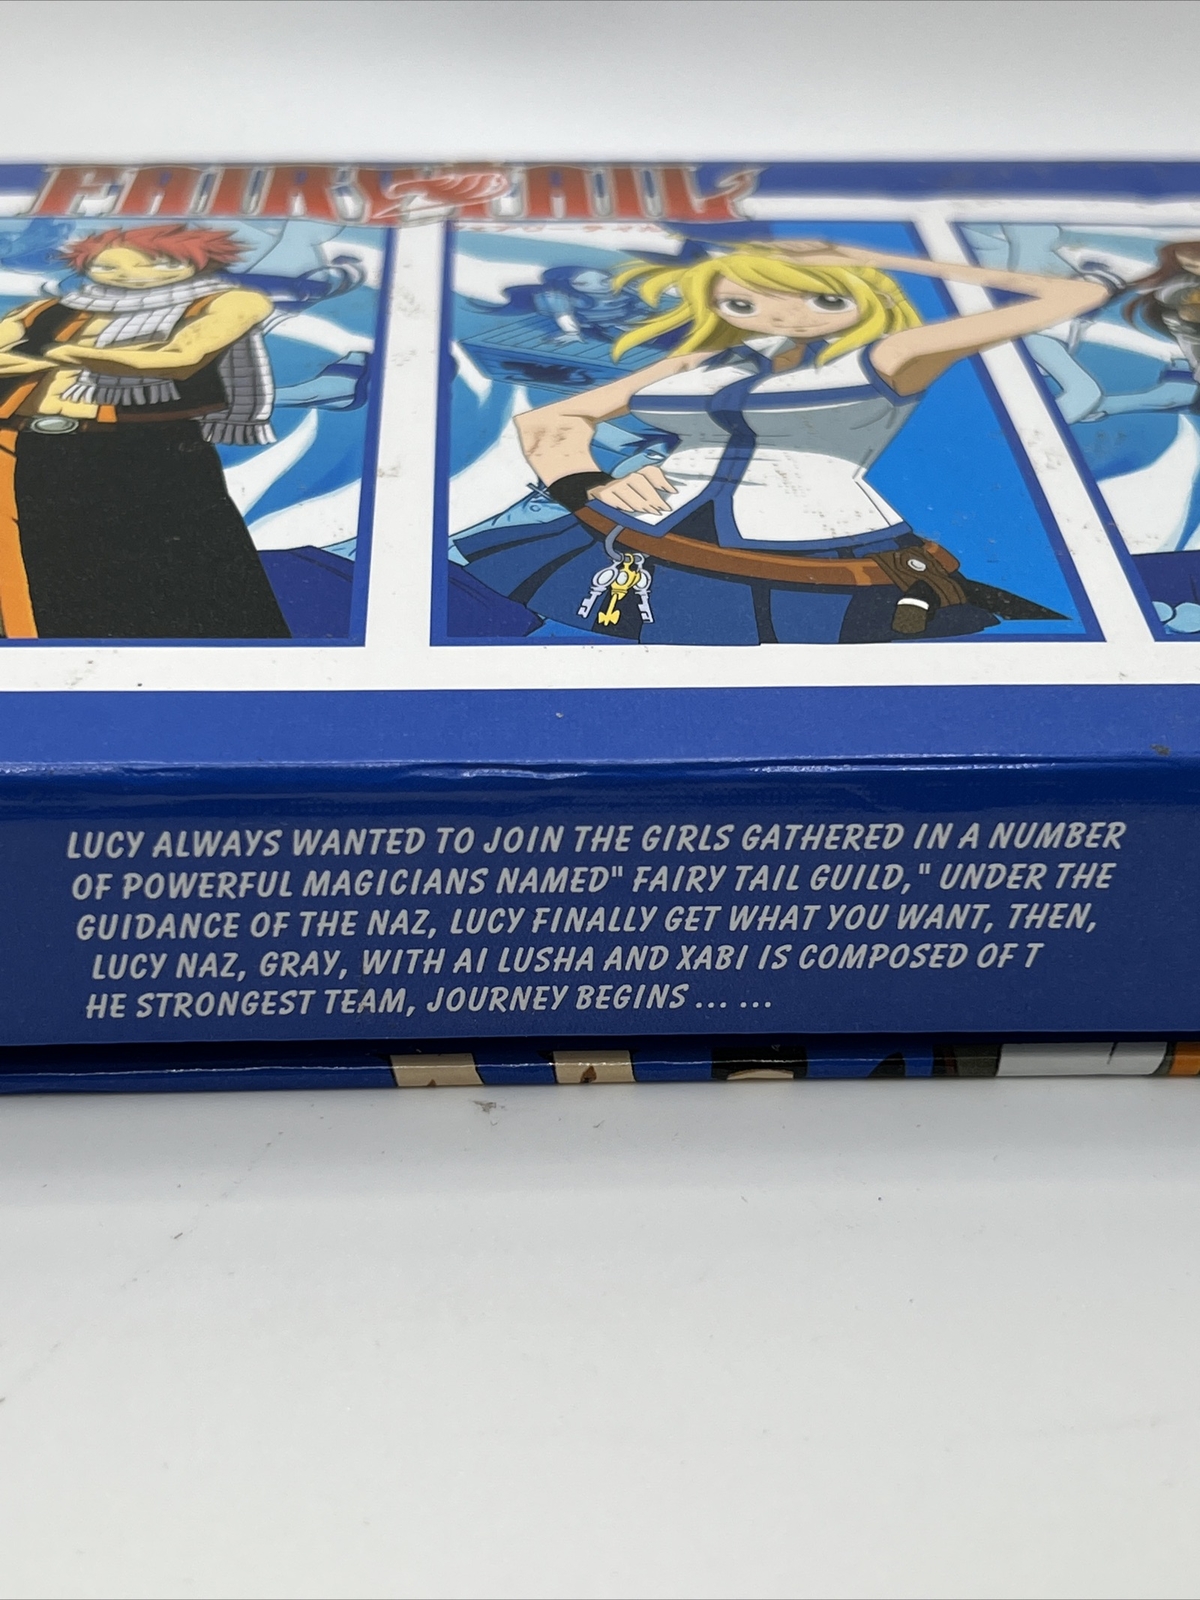 FAIRY TAIL
LUCY ALWAYS WANTED TO JOIN THE GIRLS GATHERED IN A NUMBER
OF POWERFUL MAGICIANS NAMED" FAIRY TAIL GUILD," UNDER THE
GUIDANCE OF THE NAZ, LUCY FINALLY GET WHAT YOU WANT, THEN,
LUCY NAZ, GRAY, WITH AI LUSHA AND XABI IS COMPOSED OF T
HE STRONGEST TEAM, JOURNEY BEGINS ... ...